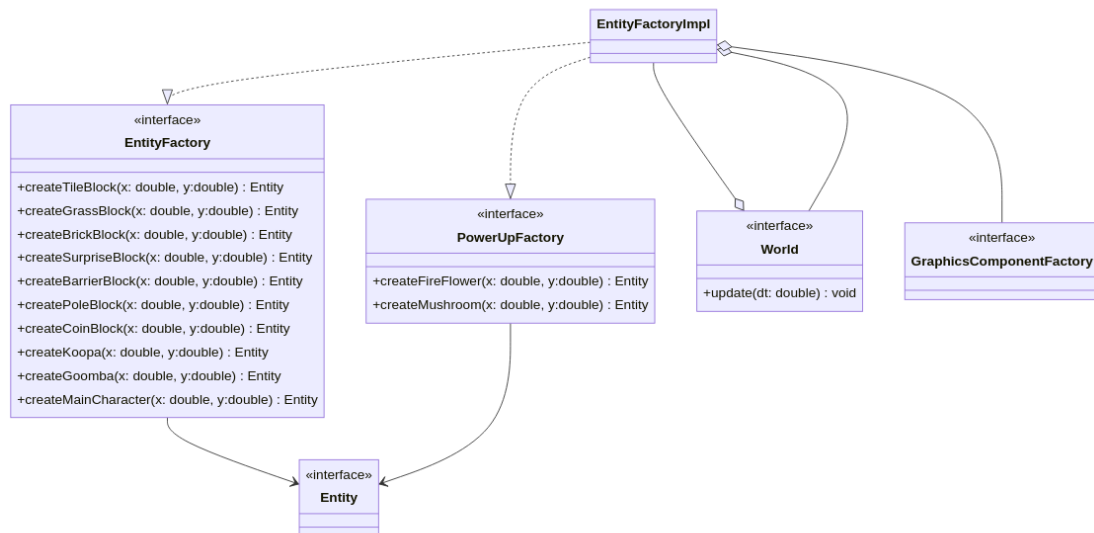 EntityFactoryImpl
«interface»
EntityFactory
+createTileBlock(x: double, y:double) : Entity
+createGrassBlock(x: double, y:double) : Entity
+createBrickBlock(x: double, y:double) : Entity
+createSurpriseBlock(x: double, y:double) : Entity
+createBarrierBlock(x: double, y:double) : Entity
+createPoleBlock(x: double, y:double) : Entity
+createCoinBlock(x: double, y:double) : Entity
+createKoopa(x: double, y:double) : Entity
+createGoomba(x: double, y:double) : Entity
+createMainCharacter(x: double, y:double) : Entity
«interface»
PowerUpFactory
+createFireFlower(x: double, y:double) : Entity
+createMushroom(x: double, y:double) : Entity
«interface»
World
+update(dt: double) : void
«interface»
GraphicsComponentFactory
«interface»
Entity